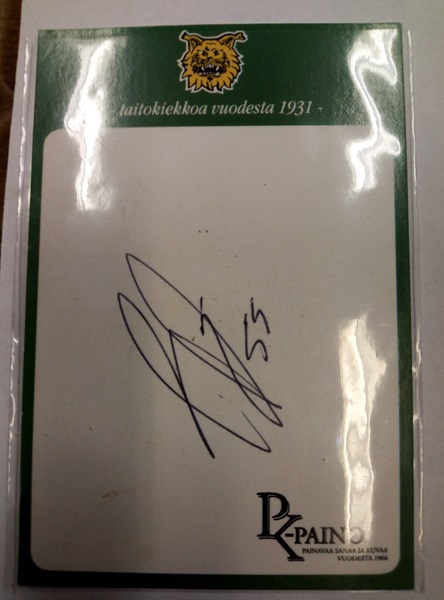 - taitokiekkoa vuodesta 1931 -
55
PK-PAINO
PAINAVAA SANAA JA KUVAA
VUODESTA 1966